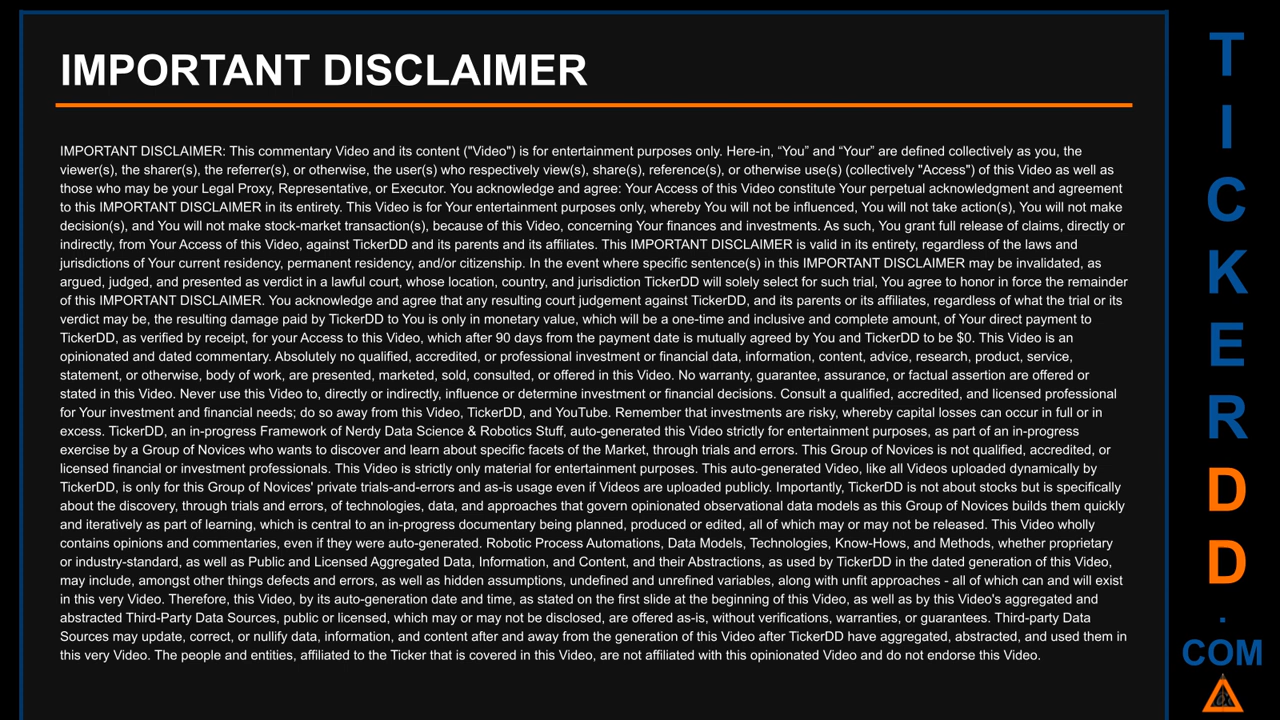 IMPORTANT DISCLAIMER
IMPORTANT DISCLAIMER: This commentary Video and its content ("Video") is for entertainment purposes only. Here-in, “You” and “Your” are defined collectively as you, the
viewer(s), the sharer(s), the referrer(s), or otherwise, the user(s) who respectively view(s), share(s), reference(s), or otherwise use(s) (collectively "Access") of this Video as well as
those who may be your Legal Proxy, Representative, or Executor. You acknowledge and agree: Your Access of this Video constitute Your perpetual acknowledgment and agreement
to this IMPORTANT DISCLAIMER in its entirety. This Video is for Your entertainment purposes only, whereby You will not be influenced, You will not take action(s), You will not make
decision(s), and You will not make stock-market transaction(s), because of this Video, concerning Your finances and investments. As such, You grant full release of claims, directly or
indirectly, from Your Access of this Video, against TickerDD and its parents and its affiliates. This IMPORTANT DISCLAIMER is valid in its entirety, regardless of the laws and
jurisdictions of Your current residency, permanent residency, and/or citizenship. In the event where specific sentence(s) in this IMPORTANT DISCLAIMER may be invalidated, as
argued, judged, and presented as verdict in a lawful court, whose location, country, and jurisdiction TickerDD will solely select for such trial, You agree to honor in force the remainder
of this IMPORTANT DISCLAIMER. You acknowledge and agree that any resulting court judgement against TickerDD, and its parents or its affiliates, regardless of what the trial or its
verdict may be, the resulting damage paid by TickerDD to You is only in monetary value, which will be a one-time and inclusive and complete amount, of Your direct payment to
TickerDD, as verified by receipt, for your Access to this Video, which after 90 days from the payment date is mutually agreed by You and TickerDD to be $0. This Video is an
opinionated and dated commentary. Absolutely no qualified, accredited, or professional investment or financial data, information, content, advice, research, product, service,
statement, or otherwise, body of work, are presented, marketed, sold, consulted, or offered in this Video. No warranty, guarantee, assurance, or factual assertion are offered or
stated in this Video. Never use this Video to, directly or indirectly, influence or determine investment or financial decisions. Consult a qualified, accredited, and licensed professional
for Your investment and financial needs; do so away from this Video, TickerDD, and YouTube. Remember that investments are risky, whereby capital losses can occur in full or in
excess. TickerDD, an in-progress Framework of Nerdy Data Science & Robotics Stuff, auto-generated this Video strictly for entertainment purposes, as part of an in-progress
exercise by a Group of Novices who wants to discover and learn about specific facets of the Market, through trials and errors. This Group of Novices is not qualified, accredited, or
licensed financial or investment professionals. This Video is strictly only material for entertainment purposes. This auto-generated Video, like all Videos uploaded dynamically by
TickerDD, is only for this Group of Novices' private trials-and-errors and as-is usage even if Videos are uploaded publicly. Importantly, TickerDD is not about stocks but is specifically
about the discovery, through trials and errors, of technologies, data, and approaches that govern opinionated observational data models as this Group of Novices builds them quickly
and iteratively as part of learning, which is central to an in-progress documentary being planned, produced or edited, all of which may or may not be released. This Video wholly
contains opinions and commentaries, even if they were auto-generated. Robotic Process Automations, Data Models, Technologies, Know-Hows, and Methods, whether proprietary
or industry-standard, as well as Public and Licensed Aggregated Data, Information, and Content, and their Abstractions, as used by TickerDD in the dated generation of this Video,
may include, amongst other things defects and errors, as well as hidden assumptions, undefined and unrefined variables, along with unfit approaches - all of which can and will exist
in this very Video. Therefore, this Video, by its auto-generation date and time, as stated on the first slide at the beginning of this Video, as well as by this Video's aggregated and
abstracted Third-Party Data Sources, public or licensed, which may or may not be disclosed, are offered as-is, without verifications, warranties, or guarantees. Third-party Data
Sources may update, correct, or nullify data, information, and content after and away from the generation of this Video after TickerDD have aggregated, abstracted, and used them in
this very Video. The people and entities, affiliated to the Ticker that is covered in this Video, are not affiliated with this opinionated Video and do not endorse this Video.
T
I
C
K
E
R
D
D
.
COM